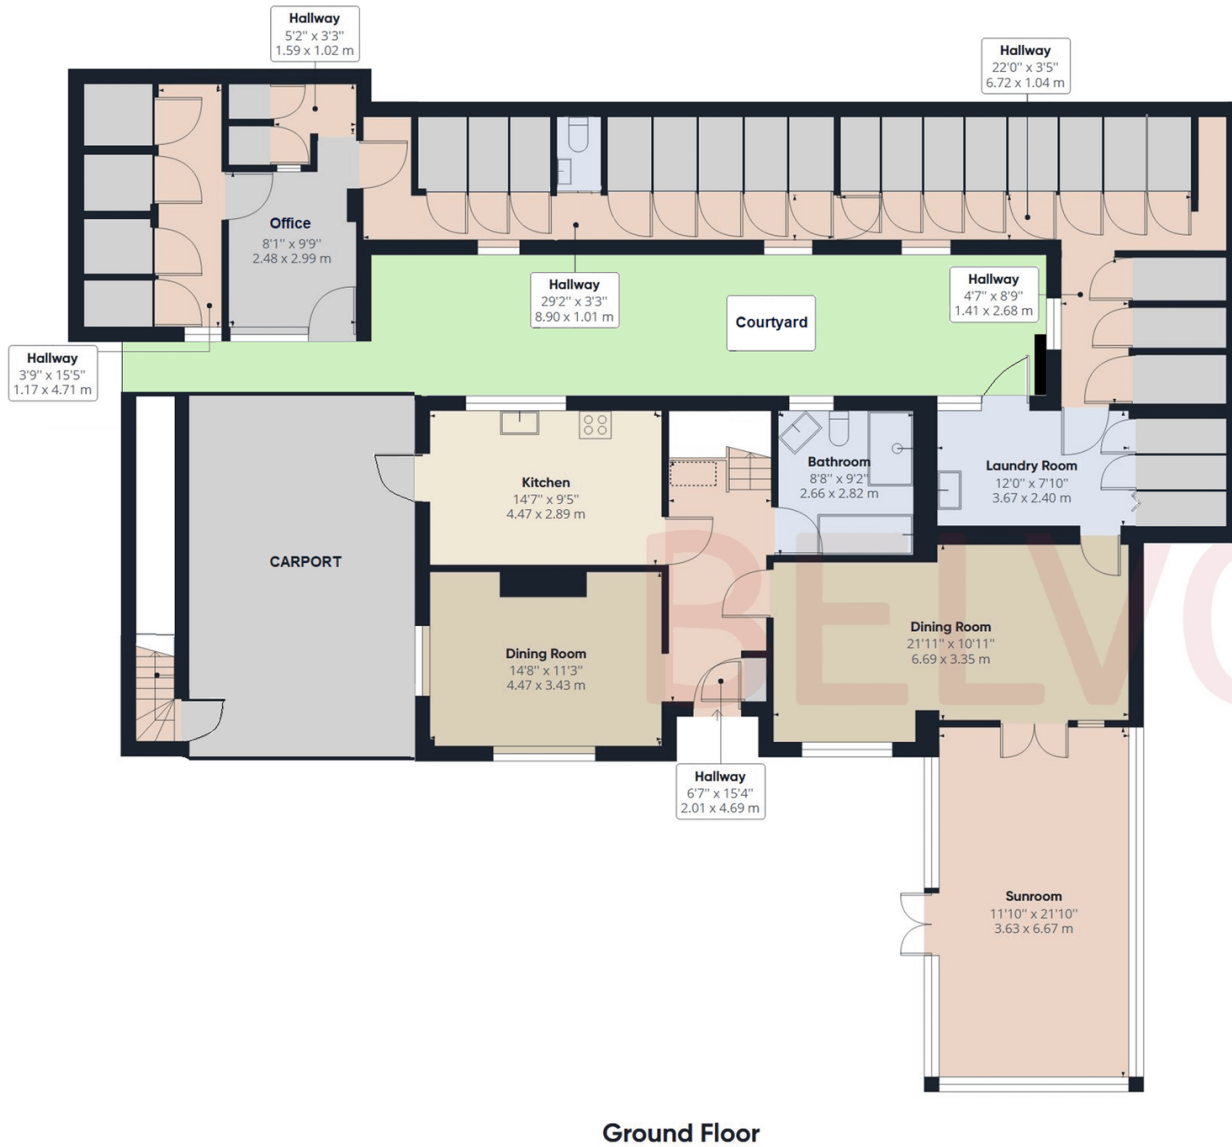 Hallway
5'2" x 3'3"
1.59 x 1.02 m
Hallway
22'0" x 3'5"
6.72 x 1.04 m
Office
8'1" x 9'9"
2.48 x 2.99 m
Hallway
29'2" x 3'3"
8.90 x 1.01 m
Courtyard
Hallway
4'7" x 8'9"
1.41 x 2.68 m
Hallway
3'9" x 15'5"
1.17 x 4.71 m
Kitchen
14'7" x 9'5"
4.47 x 2.89 m
Bathroom
8'8" x 9'2"
2.66 x 2.82 m
Laundry Room
12'0" x 7'10"
3.67 x 2.40 m
CARPORT
Dining Room
14'8" x 11'3"
4.47 x 3.43 m
Dining Room
21'11" x 10'11"
6.69 x 3.35 m
BELVO
Hallway
6'7" x 15'4"
2.01 x 4.69 m
Sunroom
11'10" x 21'10"
3.63 x 6.67 m
Ground Floor